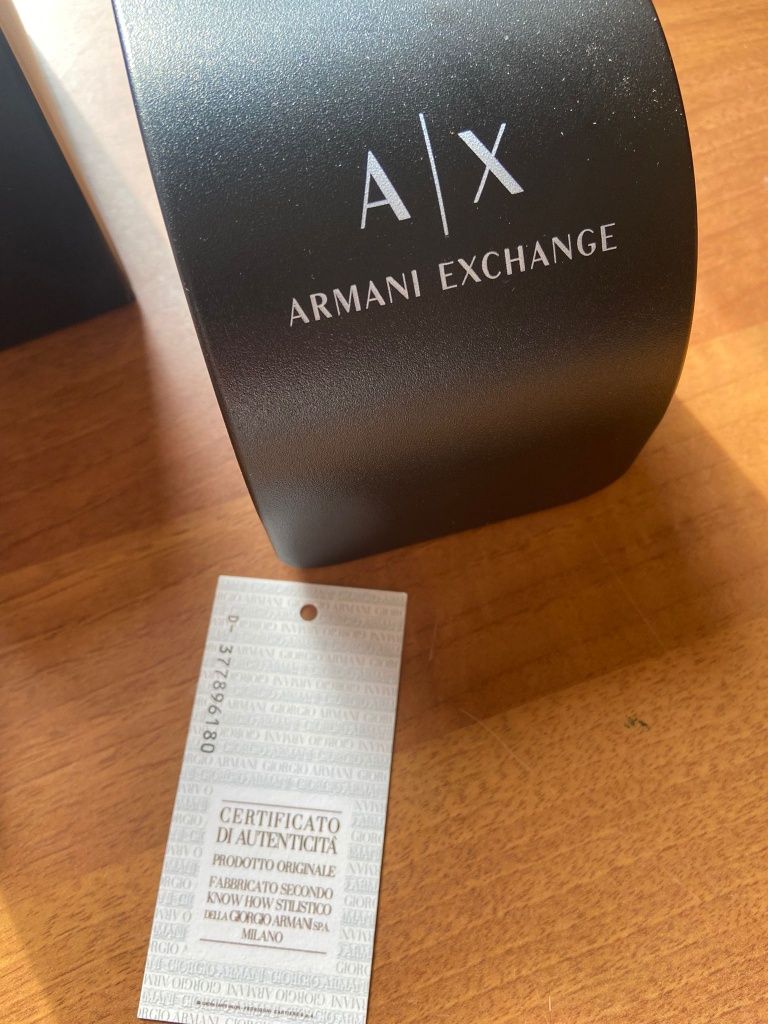 A|X
ARMANI EXCHANGE
D- 377896180
CERTIFICATO
DI AUTENTICITÀ
PRODOTTO ORIGINALE
FABBRICATO SECONDO
KNOW HOW STILISTICO
DELLA GIORGIO ARMANI S.P.A.
MILANO